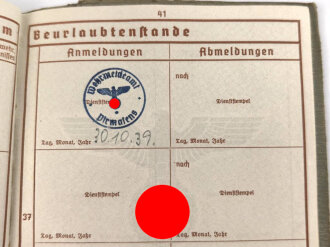 41
Beurlaubtenstande
Anmeldungen
Abmeldungen
Wehrmeldeamt
Pirmasens
Dienststempel
nach
Dienststempel
30.10.39.
Tag, Monat, Jahr
Tag, Monat, Jahr
nach
Dienststempel
Dienststempel
37
Tag, Monat, Jahr
Tag, Monat, Jahr